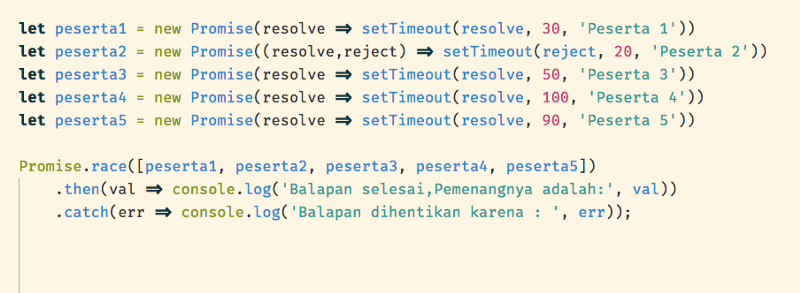 let peserta1 = new Promise(resolve => setTimeout(resolve, 30, 'Peserta 1'))
let peserta2 = new Promise((resolve,reject) => setTimeout(reject, 20, 'Peserta 2'))
let peserta3 = new Promise(resolve => setTimeout(resolve, 50, 'Peserta 3'))
let peserta4 = new Promise(resolve => setTimeout(resolve, 100, 'Peserta 4'))
let peserta5 = new Promise(resolve => setTimeout(resolve, 90, 'Peserta 5'))
Promise.race([peserta1, peserta2, peserta3, peserta4, peserta5])
.then(val => console.log('Balapan selesai,Pemenangnya adalah:', val))
.catch(err => console.log('Balapan dihentikan karena : ', err));